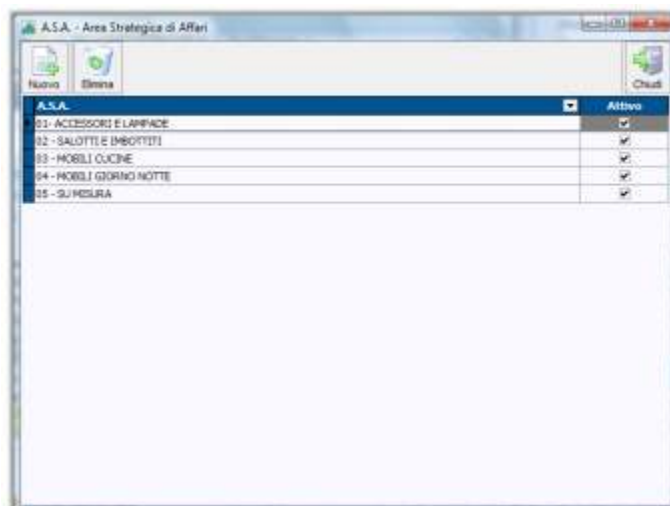 A.S.A. - Area Strategica di Affari
Nuovo Elimina Chiudi
A.S.A. Attivo
01- ACCESSORI E LAMPADE
02 - SALOTTI E IMBOTTITI
03 - MOBILI CUCINE
04 - MOBILI GIORNO NOTTE
05 - SU MISURA